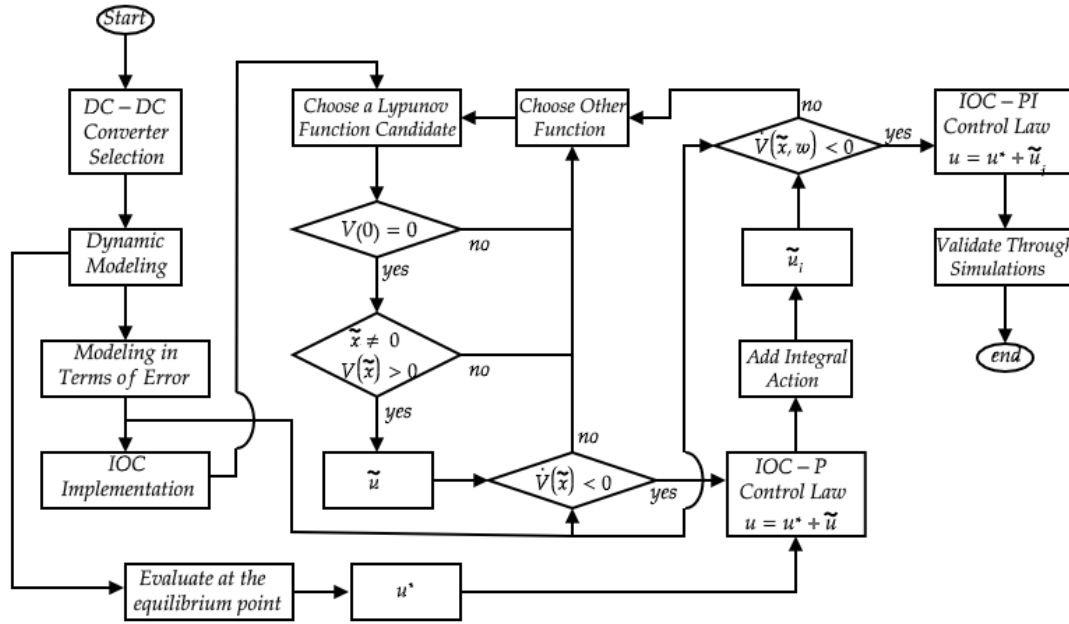 Start
DC – DC
Converter
Selection
Dynamic
Modeling
Modeling in
Terms of Error
IOC
Implementation
Evaluate at the
equilibrium point
u*
Choose a Lypunov
Function Candidate
V(0) = 0
no
yes
x̃ ≠ 0
V(x̃) > 0
no
yes
ũ
V̇(x̃) < 0
no
yes
Choose Other
Function
IOC – P
Control Law
u = u* + ũ
Add Integral
Action
ũᵢ
V̇(x̃, w) < 0
no
yes
IOC – PI
Control Law
u = u* + ũᵢ
Validate Through
Simulations
end